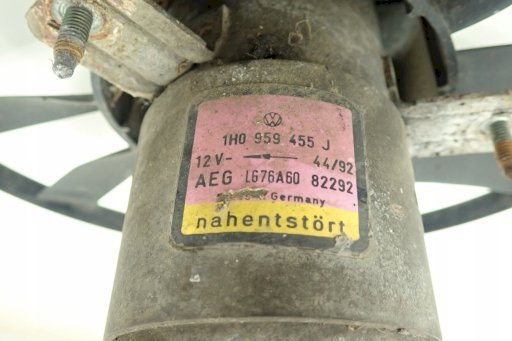 1H0 959 455 J
12V- 44/92
AEG LG76A60 82292
Germany
nahentstört